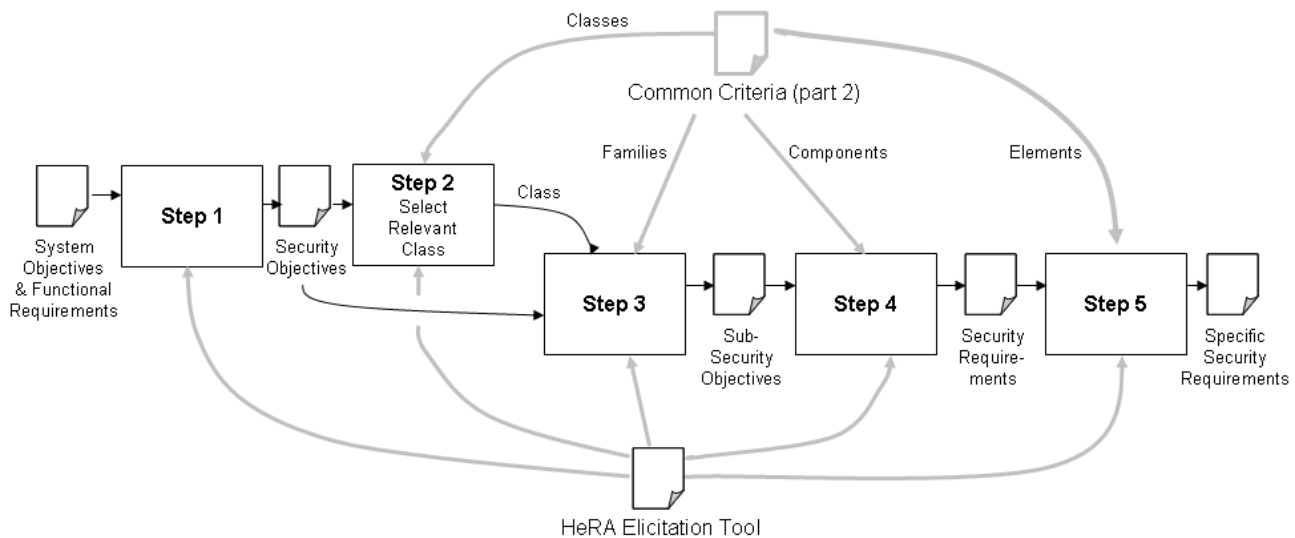 Classes
Common Criteria (part 2)
Families
Components
Elements
Step 1
Step 2
Select
Relevant
Class
Class
System
Objectives
& Functional
Requirements
Security
Objectives
Step 3
Step 4
Step 5
Sub-
Security
Objectives
Security
Require-
ments
Specific
Security
Requirements
HeRA Elicitation Tool